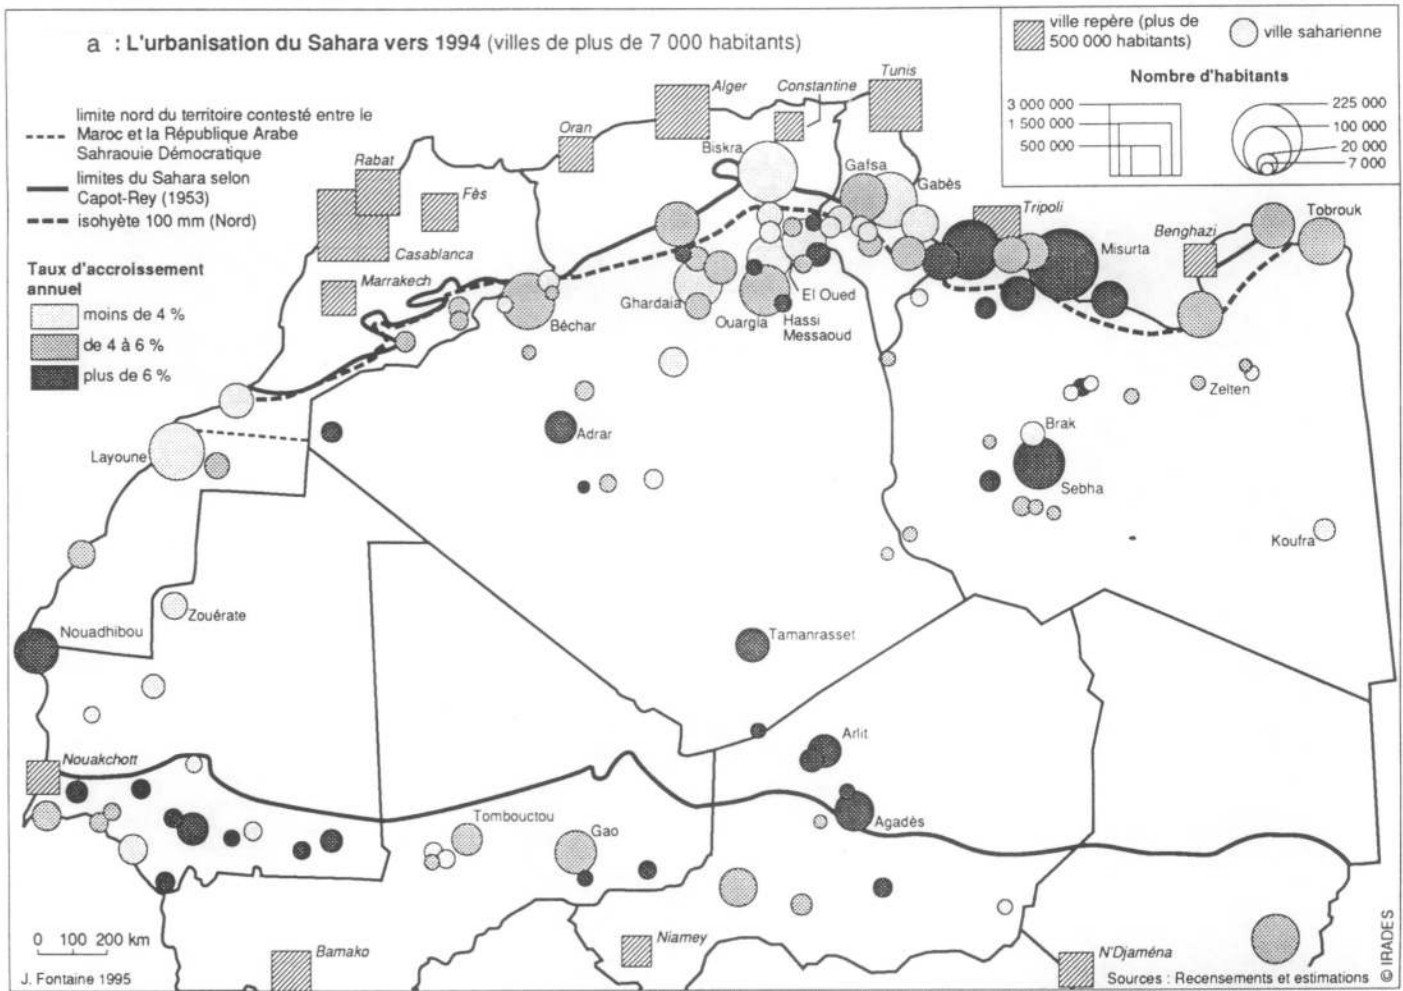 a : L'urbanisation du Sahara vers 1994 (villes de plus de 7 000 habitants)
ville repère (plus de
500 000 habitants)
ville saharienne
Nombre d'habitants
3 000 000
1 500 000
500 000
225 000
100 000
20 000
7 000
limite nord du territoire contesté entre le
Maroc et la République Arabe
Sahraouie Démocratique
limites du Sahara selon
Capot-Rey (1953)
isohyète 100 mm (Nord)
Taux d'accroissement
annuel
moins de 4 %
de 4 à 6 %
plus de 6 %
Tunis
Alger
Constantine
Oran
Biskra
Rabat
Gafsa
Fès
Gabès
Tripoli
Tobrouk
Benghazi
Misurta
Casablanca
Marrakech
El Oued
Ghardaia
Ouargla
Hassi
Messaoud
Béchar
Zelten
Adrar
Brak
Layoune
Sebha
Koufra
Zouérate
Nouadhibou
Tamanrasset
Arlit
Nouakchott
Tombouctou
Gao
Agadès
Niamey
Bamako
N'Djaména
0 100 200 km
J. Fontaine 1995
Sources : Recensements et estimations
© IRADES